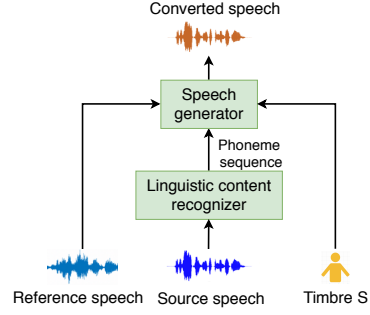 Converted speech
Speech
generator
Phoneme
sequence
Linguistic content
recognizer
Reference speech
Source speech
Timbre S